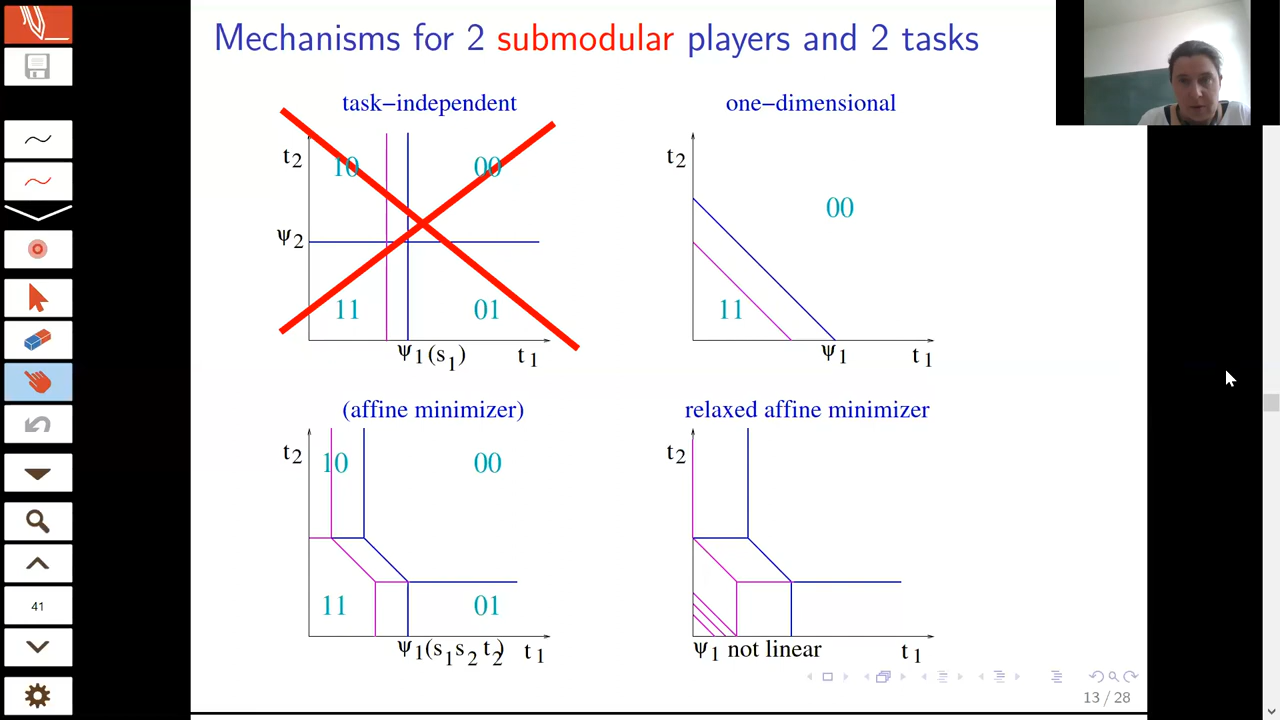 Mechanisms for 2 submodular players and 2 tasks
task−independent
t2
10
00
ψ2
11
01
ψ1(s1)
t1
one−dimensional
t2
00
11
ψ1
t1
(affine minimizer)
t2
10
00
11
01
ψ1(s1s2 t2)
t1
relaxed affine minimizer
t2
ψ1 not linear
t1
41
13 / 28